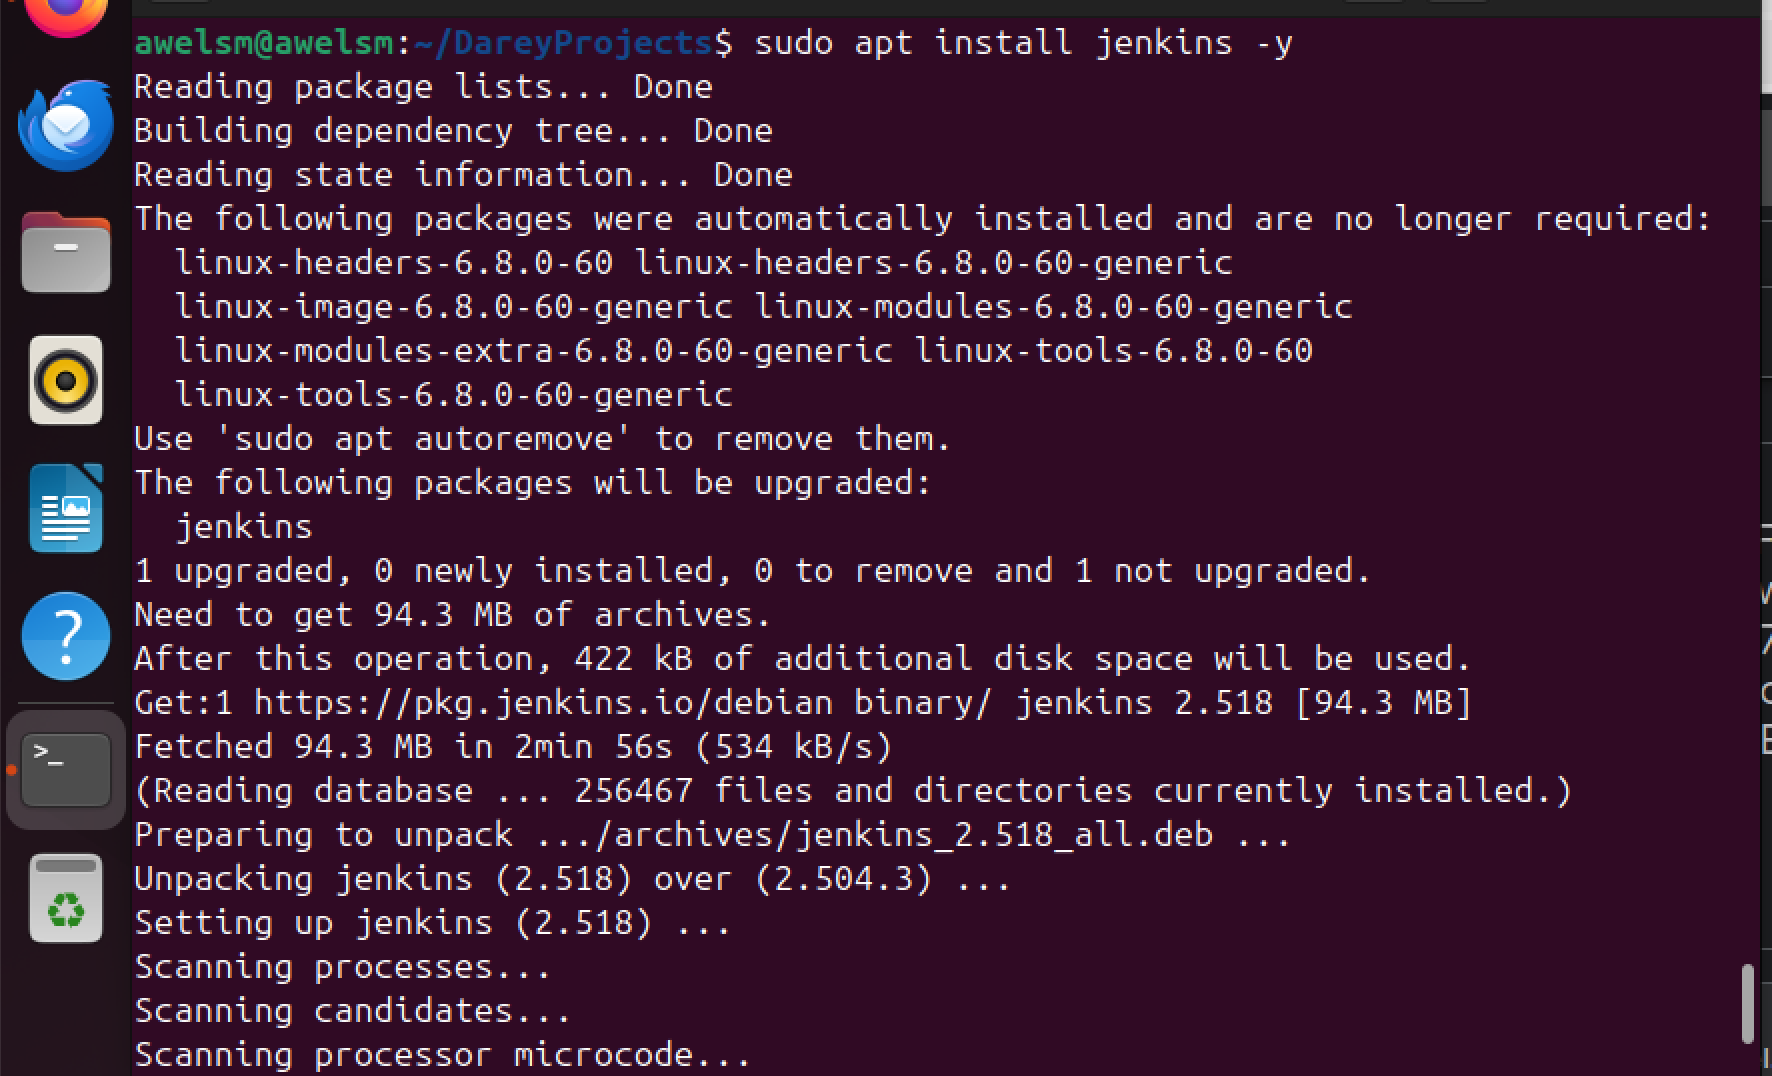 awelsm@awelsm:~/DareyProjects$ sudo apt install jenkins -y
Reading package lists... Done
Building dependency tree... Done
Reading state information... Done
The following packages were automatically installed and are no longer required:
  linux-headers-6.8.0-60 linux-headers-6.8.0-60-generic
  linux-image-6.8.0-60-generic linux-modules-6.8.0-60-generic
  linux-modules-extra-6.8.0-60-generic linux-tools-6.8.0-60
  linux-tools-6.8.0-60-generic
Use 'sudo apt autoremove' to remove them.
The following packages will be upgraded:
  jenkins
1 upgraded, 0 newly installed, 0 to remove and 1 not upgraded.
Need to get 94.3 MB of archives.
After this operation, 422 kB of additional disk space will be used.
Get:1 https://pkg.jenkins.io/debian binary/ jenkins 2.518 [94.3 MB]
Fetched 94.3 MB in 2min 56s (534 kB/s)
(Reading database ... 256467 files and directories currently installed.)
Preparing to unpack .../archives/jenkins_2.518_all.deb ...
Unpacking jenkins (2.518) over (2.504.3) ...
Setting up jenkins (2.518) ...
Scanning processes...
Scanning candidates...
Scanning processor microcode...